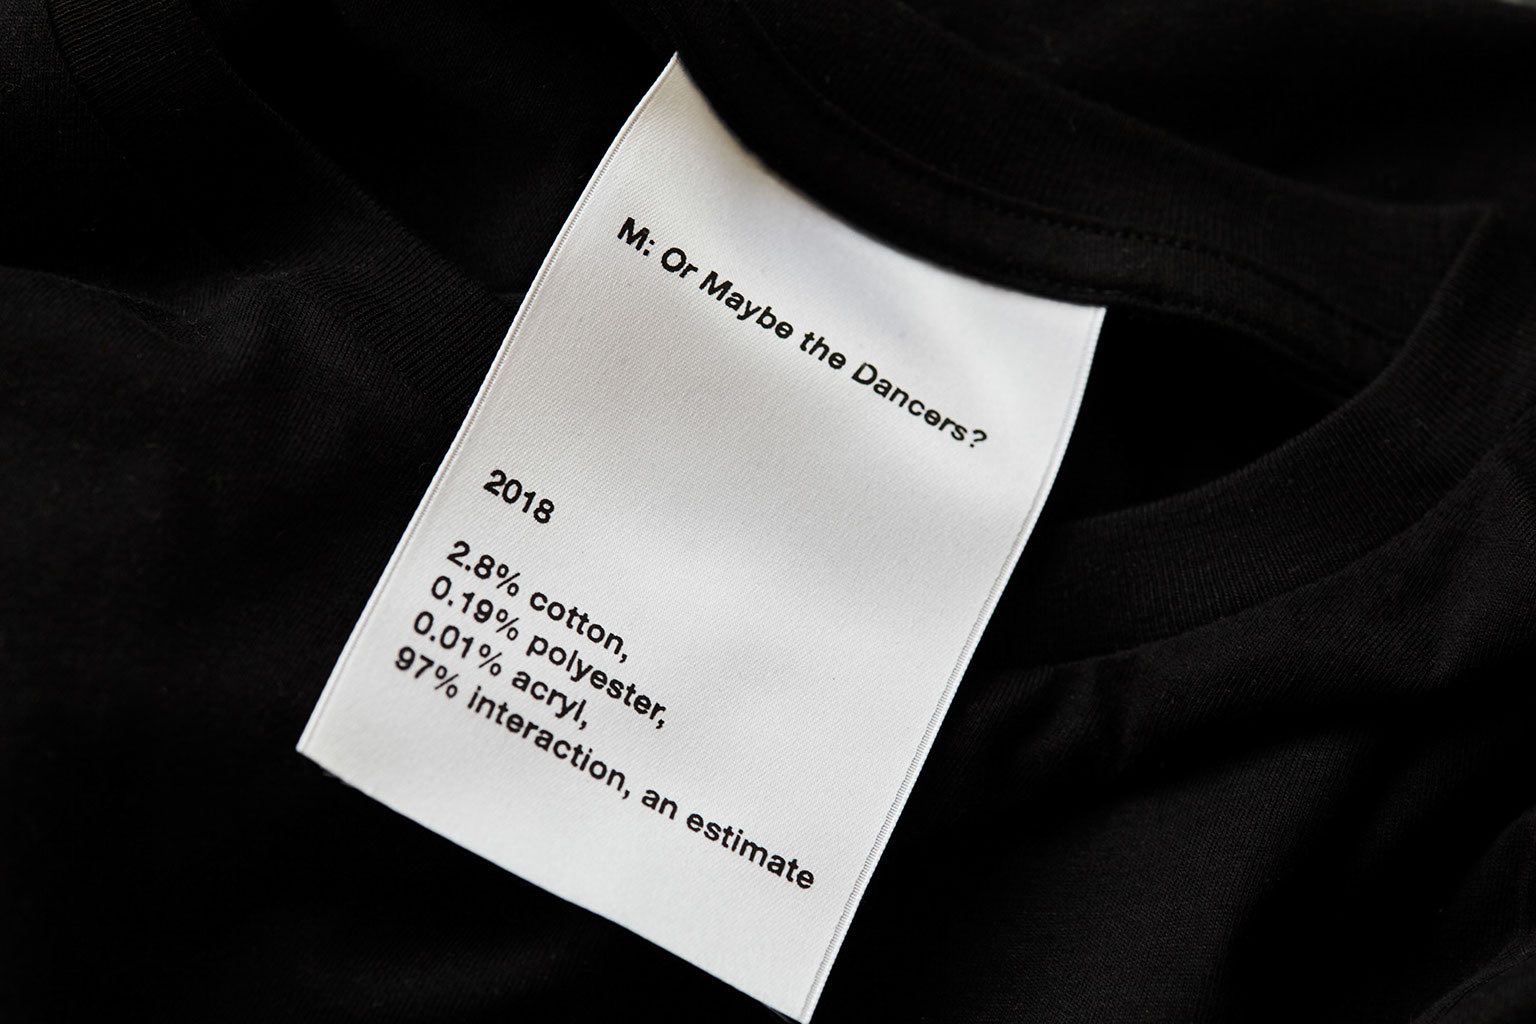 M: Or Maybe the Dancers?
2018
2.8% cotton,
0.19% polyester,
0.01% acryl,
97% interaction, an estimate